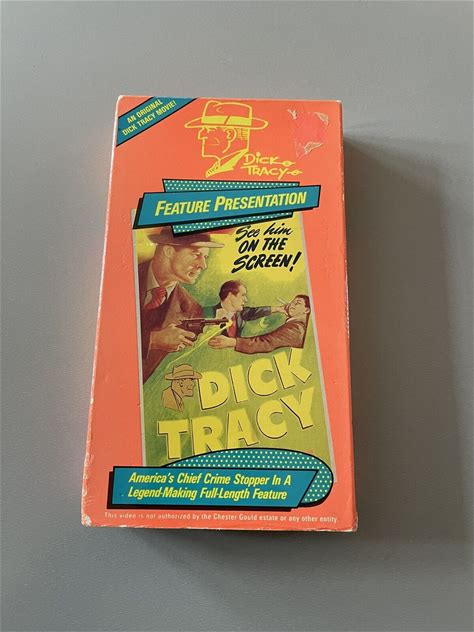 AN ORIGINAL
DICK TRACY MOVIE!
DICK
TRACY
FEATURE PRESENTATION
See him
ON THE
SCREEN!
DICK
TRACY
America's Chief Crime Stopper In A
Legend-Making Full-Length Feature
This video is not authorized by the Chester Gould estate or any other entity.